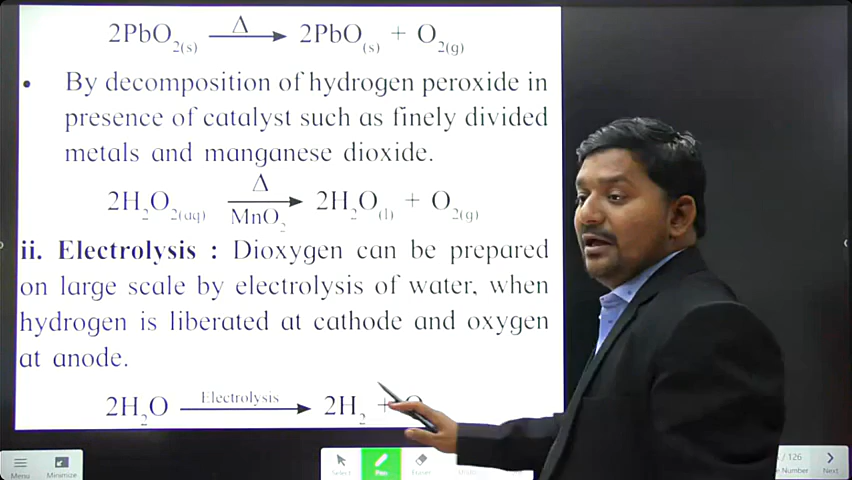 2PbO₂(s) Δ→ 2PbO(s) + O₂(g)
• By decomposition of hydrogen peroxide in
presence of catalyst such as finely divided
metals and manganese dioxide.
2H₂O₂(aq) Δ→ MnO₂ 2H₂O(l) + O₂(g)
ii. Electrolysis : Dioxygen can be prepared
on large scale by electrolysis of water, when
hydrogen is liberated at cathode and oxygen
at anode.
2H₂O Electrolysis→ 2H₂ +
Menu Minimize Select Pen Eraser / 126 Number Next